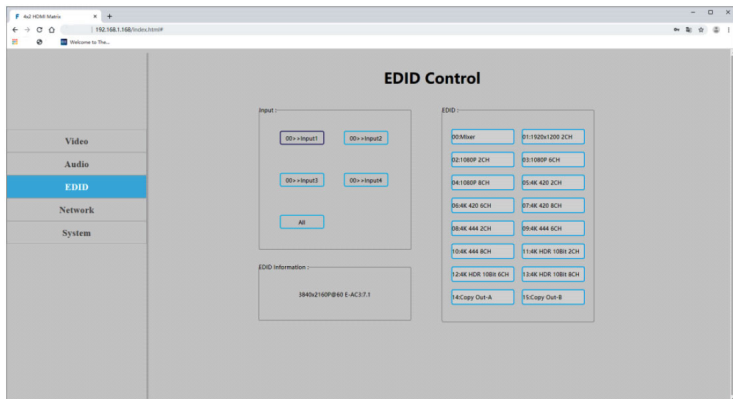 4x2 HDMI Matrix
192.168.1.168/index.html#
Welcome to The...
EDID Control
Video
Audio
EDID
Network
System
Input :
00>>Input1
00>>Input2
00>>Input3
00>>Input4
All
EDID Information :
3840x2160P@60 E-AC3:7.1
EDID :
00:Mixer
01:1920x1200 2CH
02:1080P 2CH
03:1080P 6CH
04:1080P 8CH
05:4K 420 2CH
06:4K 420 6CH
07:4K 420 8CH
08:4K 444 2CH
09:4K 444 6CH
10:4K 444 8CH
11:4K HDR 10Bit 2CH
12:4K HDR 10Bit 6CH
13:4K HDR 10Bit 8CH
14:Copy Out-A
15:Copy Out-B